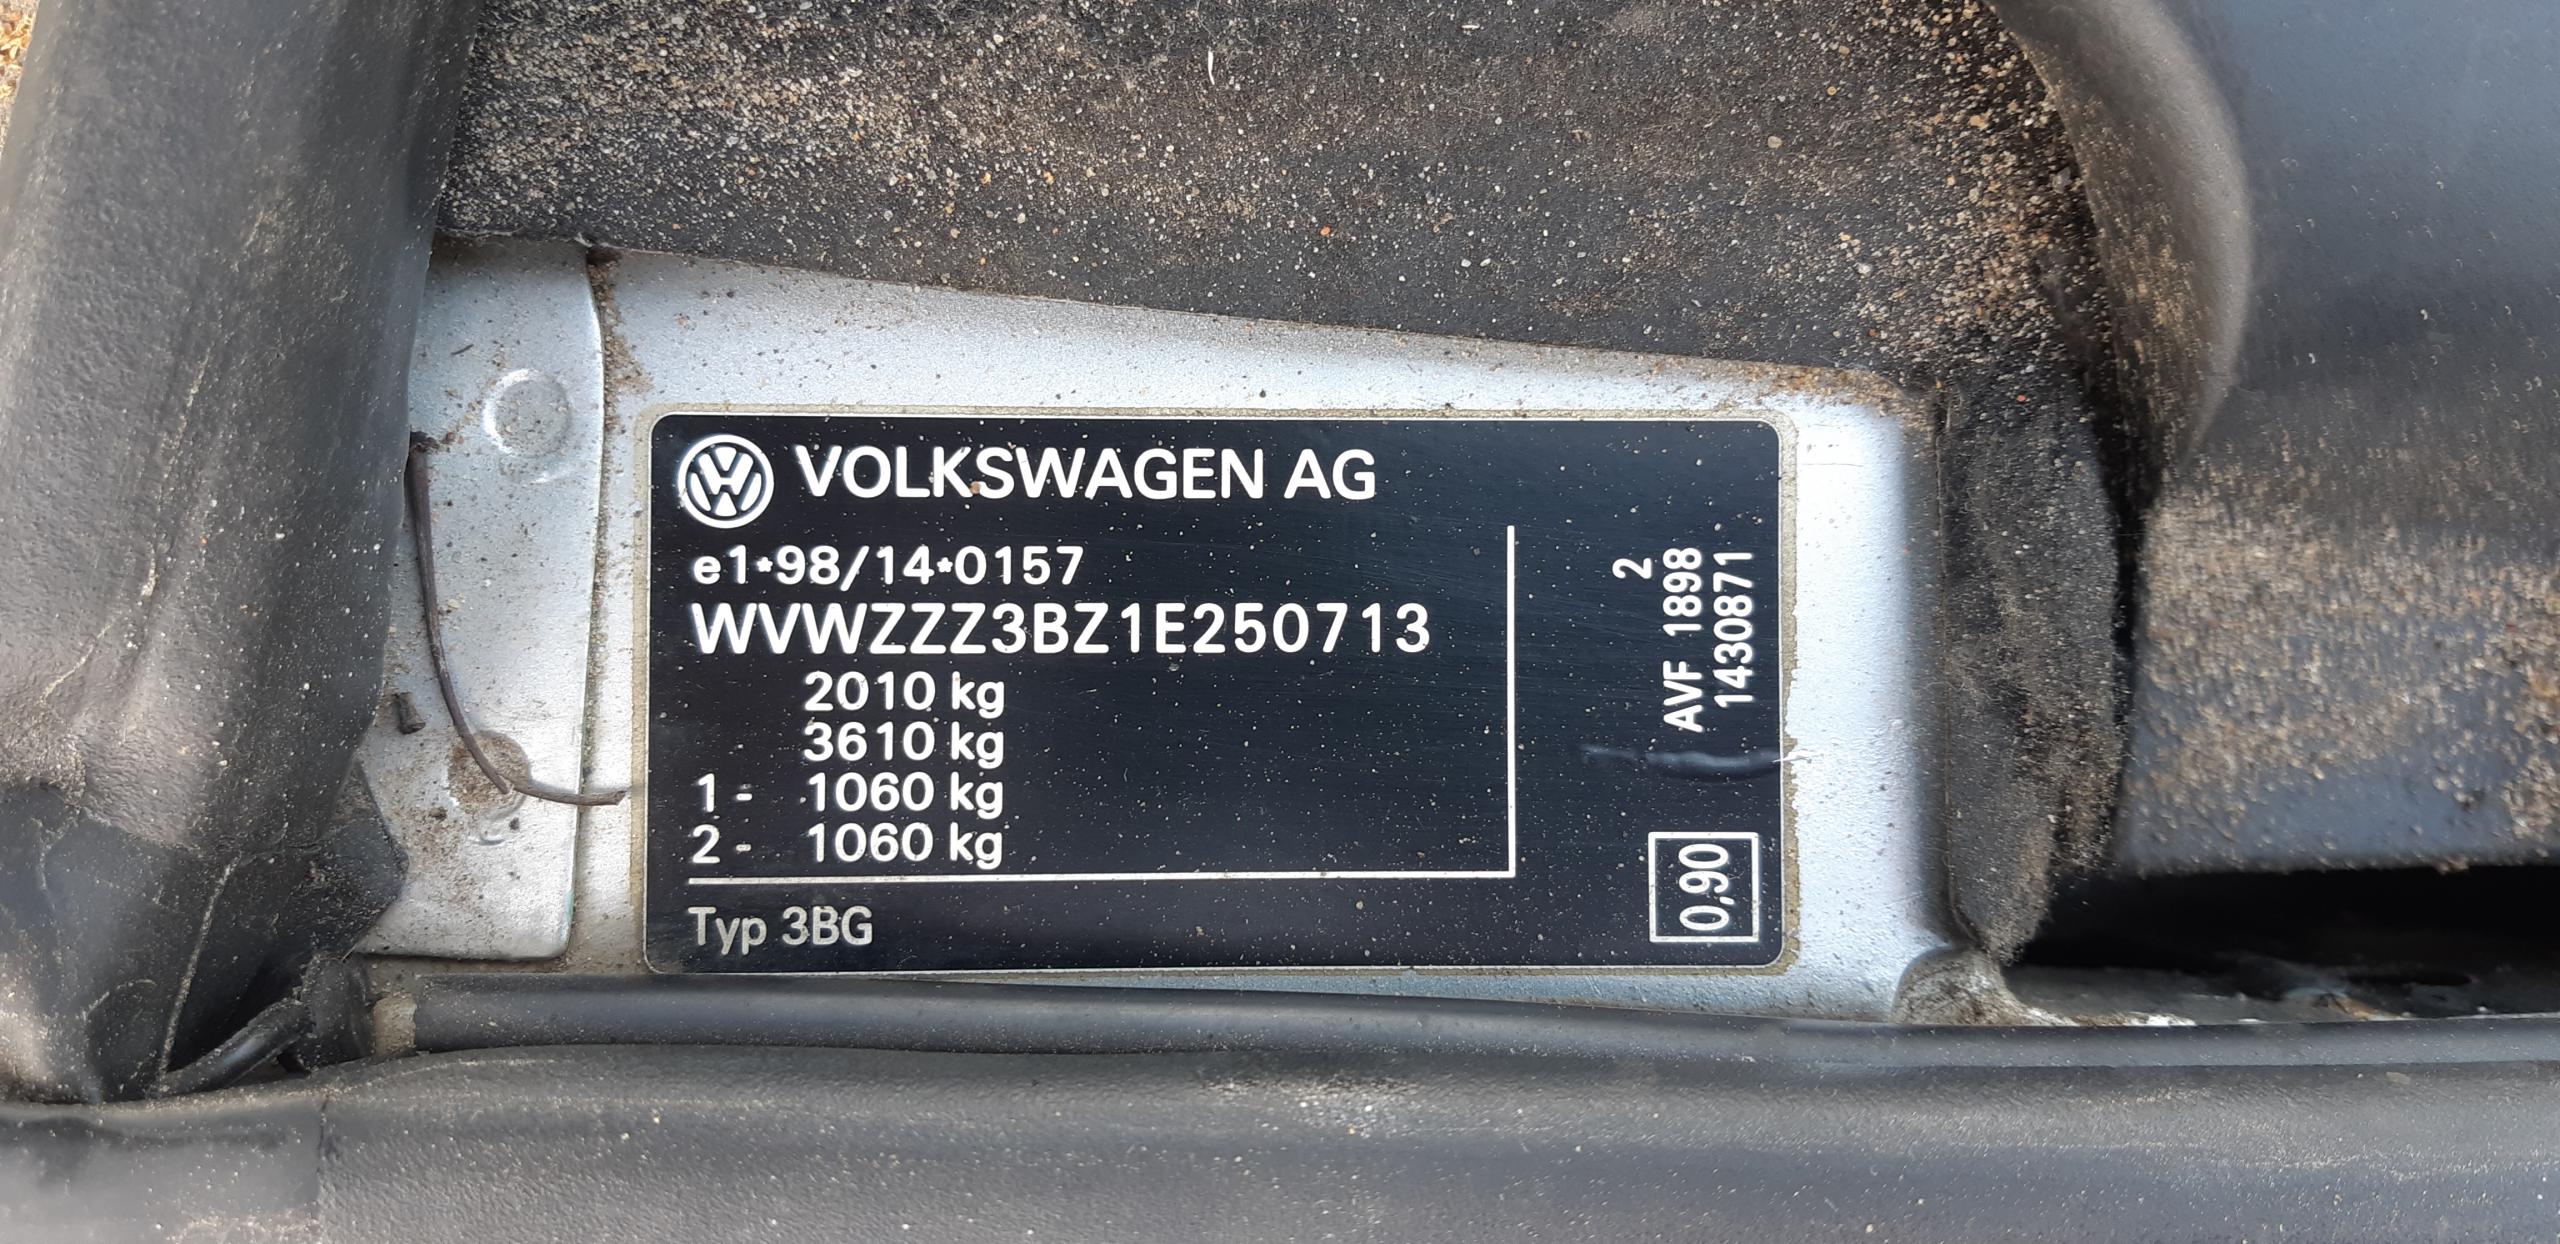 VOLKSWAGEN AG
e1*98/14*0157
WVWZZZ3BZ1E250713
2010 kg
3610 kg
1 - 1060 kg
2 - 1060 kg
Typ 3BG
2
AVF 1898
1430871
0,90